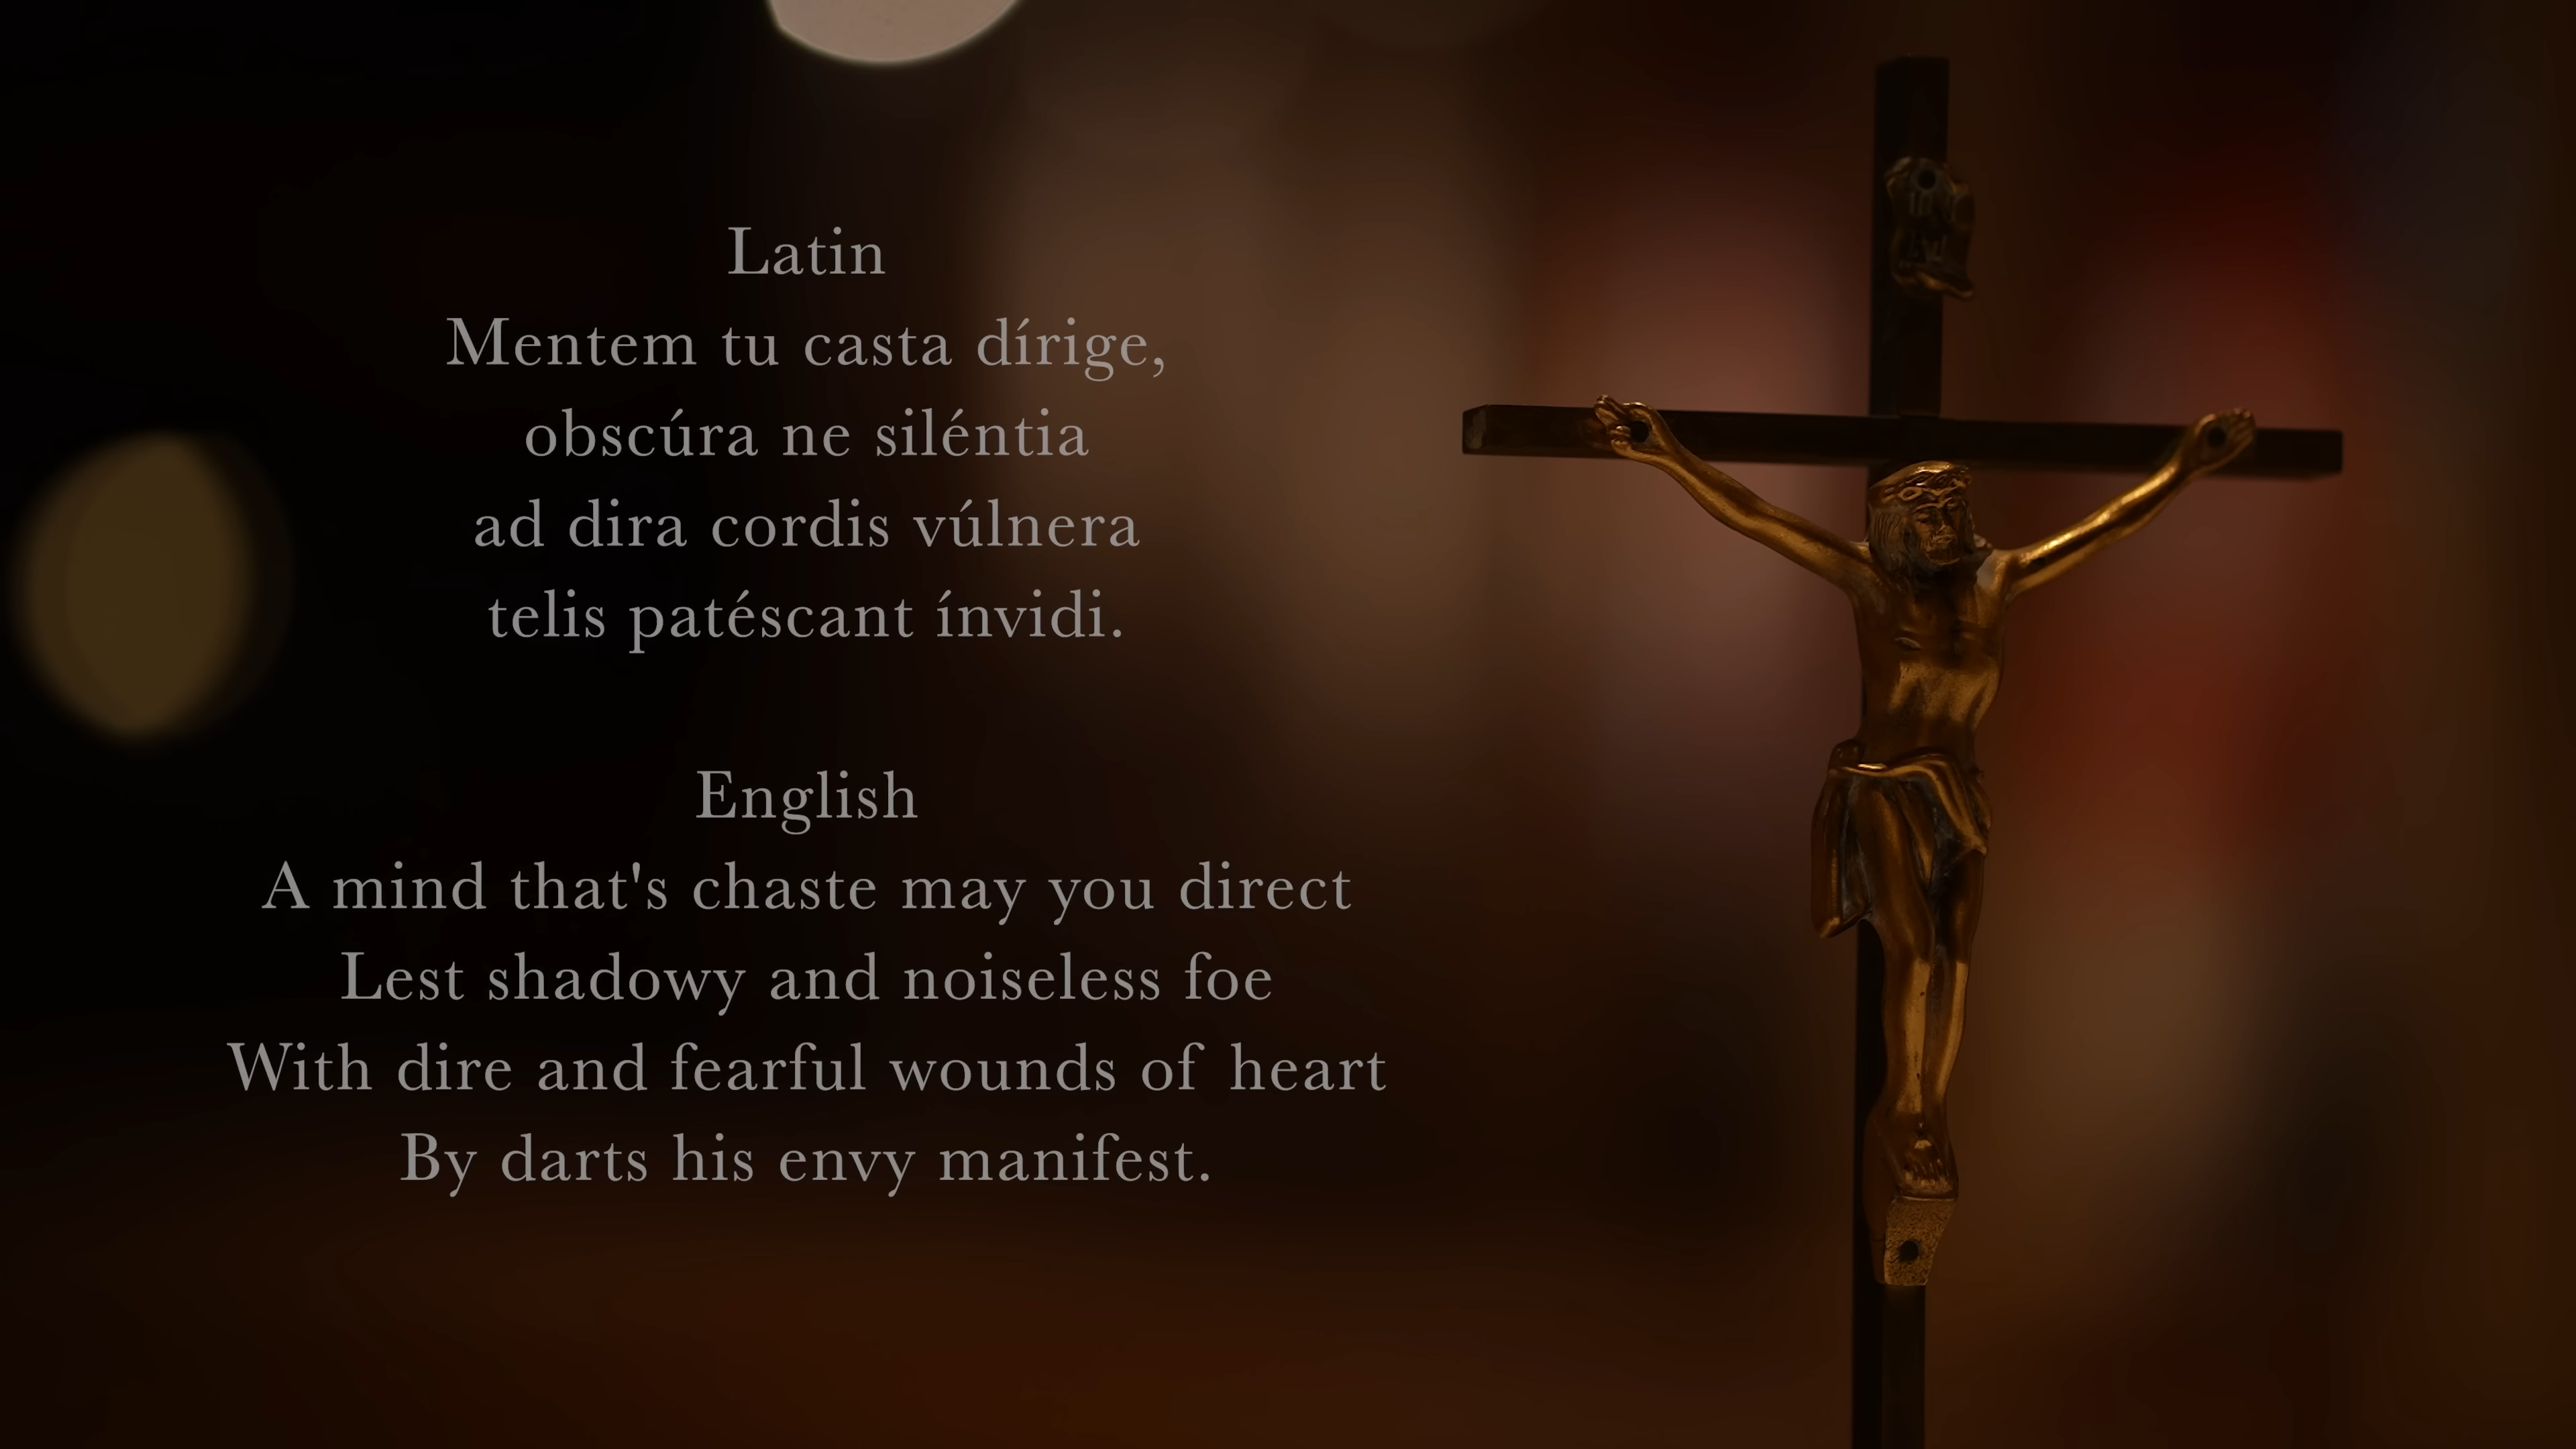 Latin
Mentem tu casta dírige,
obscúra ne siléntia
ad dira cordis vúlnera
telis patéscant ínvidi.
English
A mind that's chaste may you direct
Lest shadowy and noiseless foe
With dire and fearful wounds of heart
By darts his envy manifest.